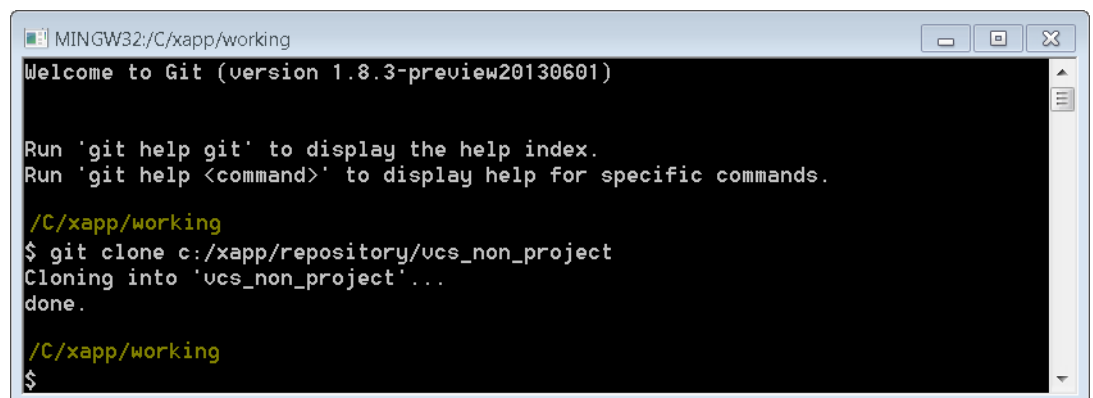 MINGW32:/C/xapp/working
Welcome to Git (version 1.8.3-preview20130601)
Run 'git help git' to display the help index.
Run 'git help <command>' to display help for specific commands.
/C/xapp/working
$ git clone c:/xapp/repository/vcs_non_project
Cloning into 'vcs_non_project'...
done.
/C/xapp/working
$